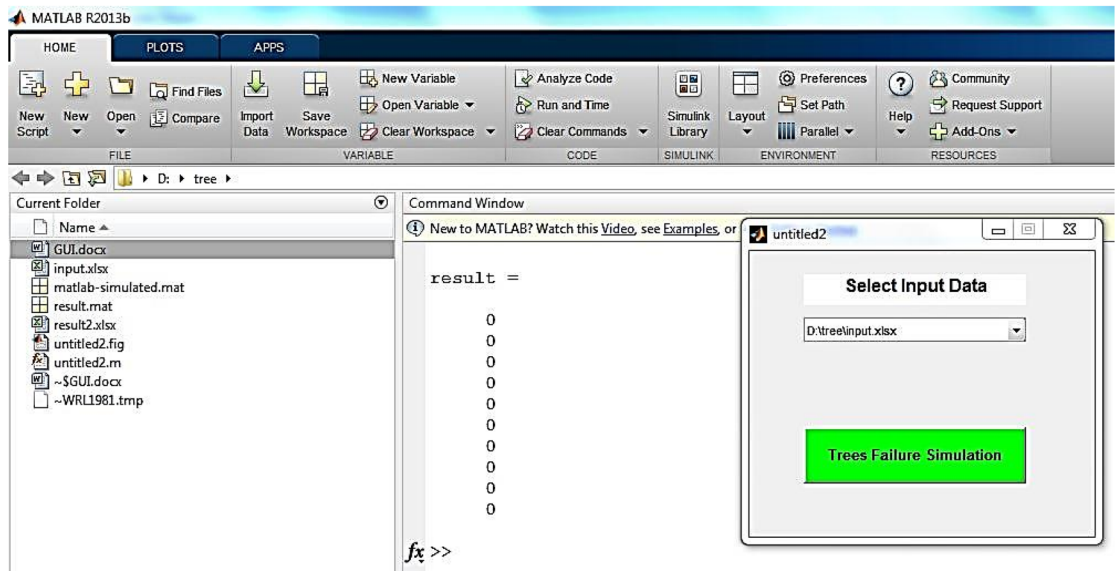 MATLAB R2013b
HOME PLOTS APPS
New Script
New
Open
Find Files
Compare
FILE
Import Data
Save Workspace
New Variable
Open Variable
Clear Workspace
VARIABLE
Analyze Code
Run and Time
Clear Commands
CODE
Simulink Library
SIMULINK
Layout
Preferences
Set Path
Parallel
ENVIRONMENT
Help
Community
Request Support
Add-Ons
RESOURCES
D: tree
Current Folder
Name
GUI.docx
input.xlsx
matlab-simulated.mat
result.mat
result2.xlsx
untitled2.fig
untitled2.m
~$GUI.docx
~WRL1981.tmp
Command Window
New to MATLAB? Watch this Video, see Examples, or
result =
0
0
0
0
0
0
0
0
0
0
fx >>
untitled2
Select Input Data
D:\tree\input.xlsx
Trees Failure Simulation